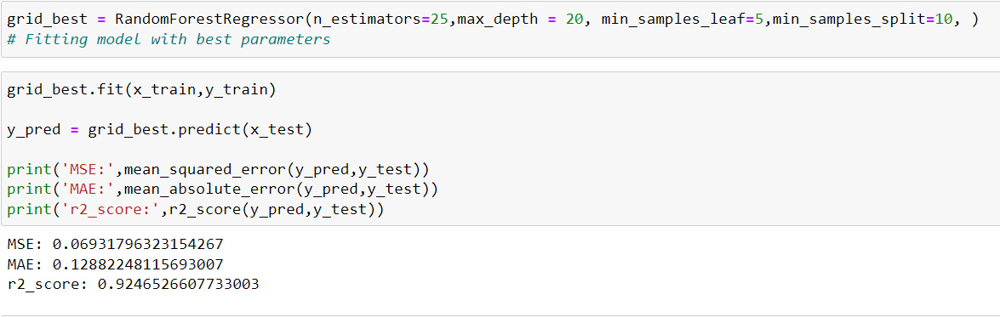 grid_best = RandomForestRegressor(n_estimators=25,max_depth = 20, min_samples_leaf=5,min_samples_split=10, )
# Fitting model with best parameters
grid_best.fit(x_train,y_train)
y_pred = grid_best.predict(x_test)
print('MSE:',mean_squared_error(y_pred,y_test))
print('MAE:',mean_absolute_error(y_pred,y_test))
print('r2_score:',r2_score(y_pred,y_test))
MSE: 0.06931796323154267
MAE: 0.12882248115693007
r2_score: 0.9246526607733003